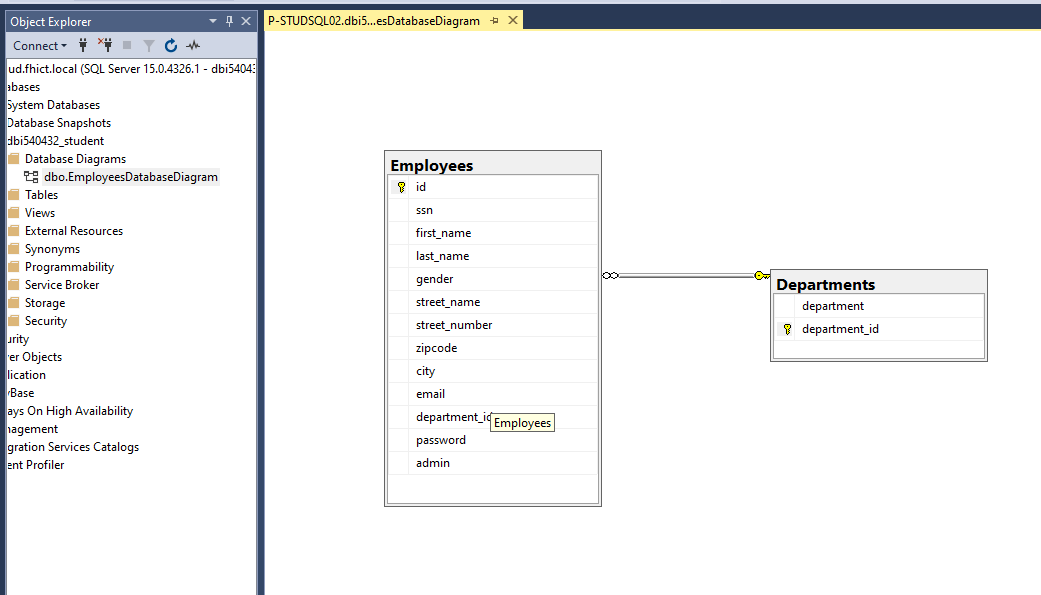 Object Explorer
Connect
ud.fhict.local (SQL Server 15.0.4326.1 - dbi54043
abases
System Databases
Database Snapshots
dbi540432_student
Database Diagrams
dbo.EmployeesDatabaseDiagram
Tables
Views
External Resources
Synonyms
Programmability
Service Broker
Storage
Security
urity
er Objects
lication
yBase
ays On High Availability
nagement
gration Services Catalogs
ent Profiler
P-STUDSQL02.dbi5...esDatabaseDiagram
Employees
id
ssn
first_name
last_name
gender
street_name
street_number
zipcode
city
email
department_id
Employees
password
admin
Departments
department
department_id